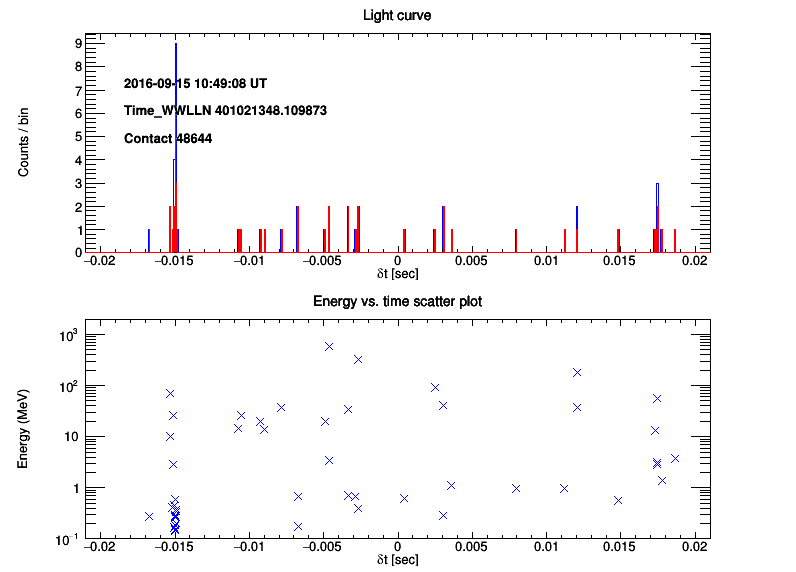 Light curve
Counts / bin
9
8
7
6
5
4
3
2
1
0
2016-09-15 10:49:08 UT
Time_WWLLN 401021348.109873
Contact 48644
−0.02 −0.015 −0.01 −0.005 0 0.005 0.01 0.015 0.02
δt [sec]
Energy vs. time scatter plot
Energy (MeV)
10³
10²
10
1
10⁻¹
−0.02 −0.015 −0.01 −0.005 0 0.005 0.01 0.015 0.02
δt [sec]